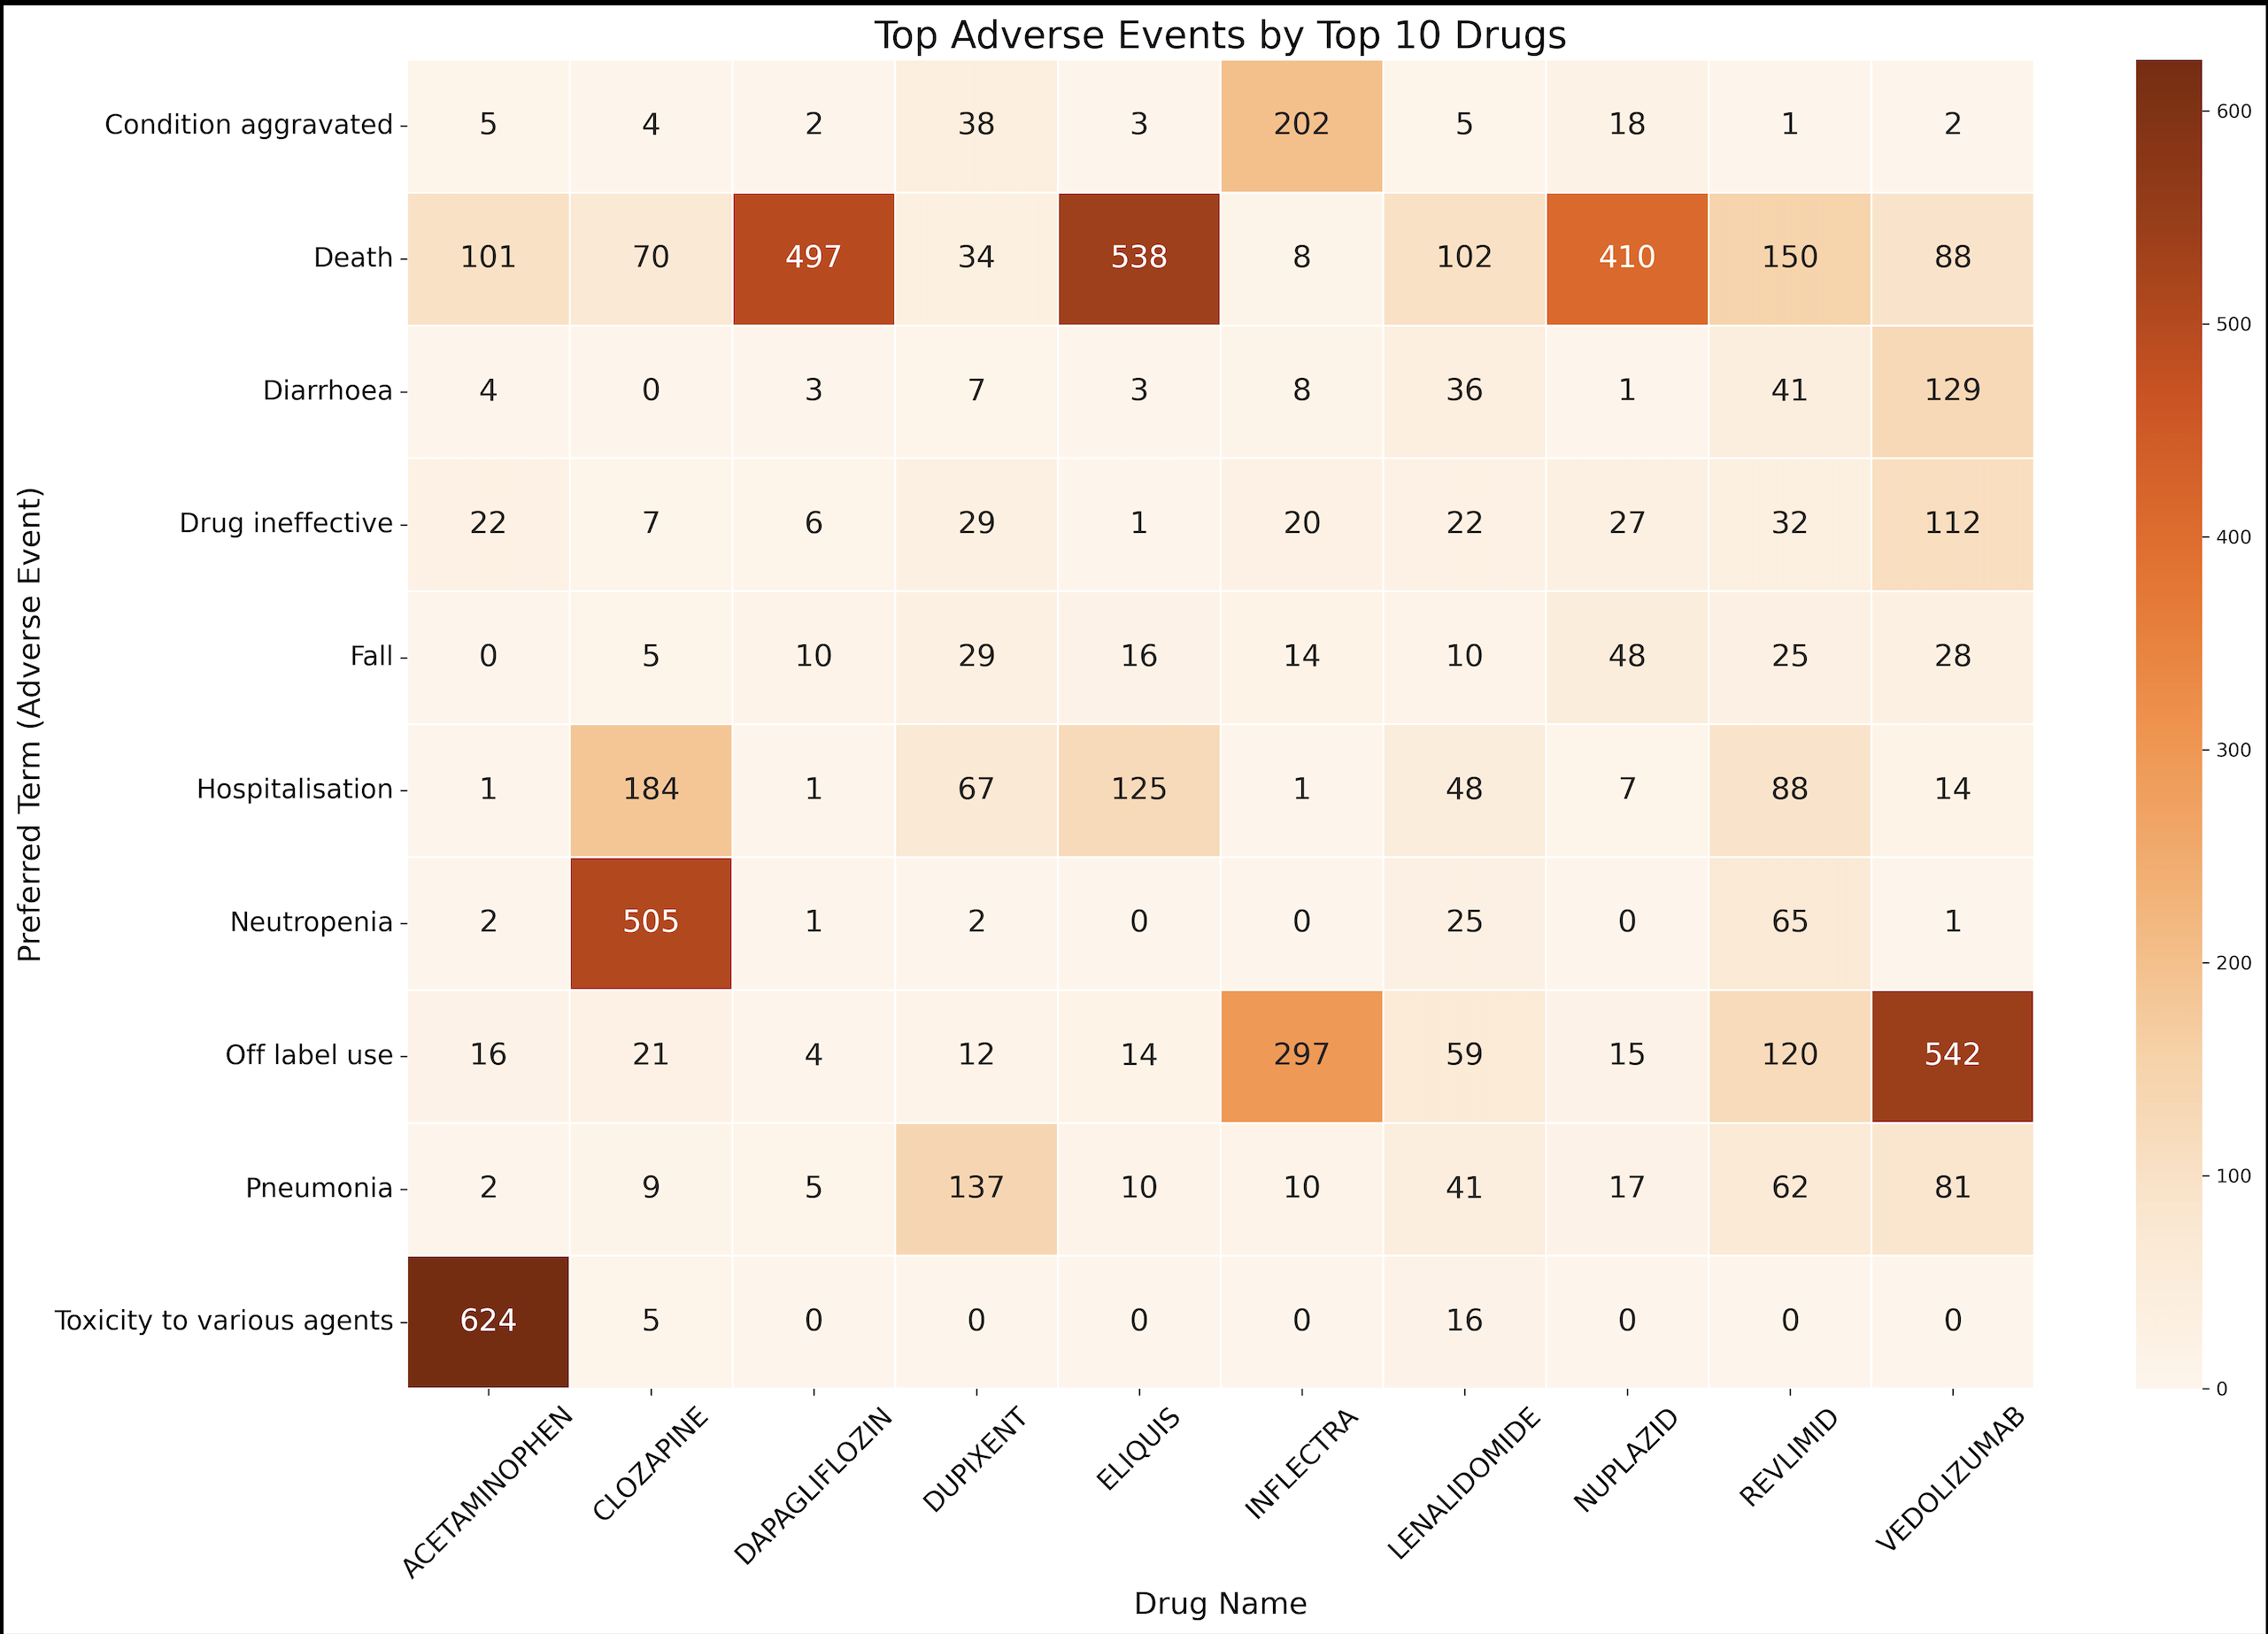 Top Adverse Events by Top 10 Drugs
Preferred Term (Adverse Event)
Condition aggravated 5 4 2 38 3 202 5 18 1 2
Death 101 70 497 34 538 8 102 410 150 88
Diarrhoea 4 0 3 7 3 8 36 1 41 129
Drug ineffective 22 7 6 29 1 20 22 27 32 112
Fall 0 5 10 29 16 14 10 48 25 28
Hospitalisation 1 184 1 67 125 1 48 7 88 14
Neutropenia 2 505 1 2 0 0 25 0 65 1
Off label use 16 21 4 12 14 297 59 15 120 542
Pneumonia 2 9 5 137 10 10 41 17 62 81
Toxicity to various agents 624 5 0 0 0 0 16 0 0 0
ACETAMINOPHEN CLOZAPINE DAPAGLIFLOZIN DUPIXENT ELIQUIS INFLECTRA LENALIDOMIDE NUPLAZID REVLIMID VEDOLIZUMAB
Drug Name
600
500
400
300
200
100
0